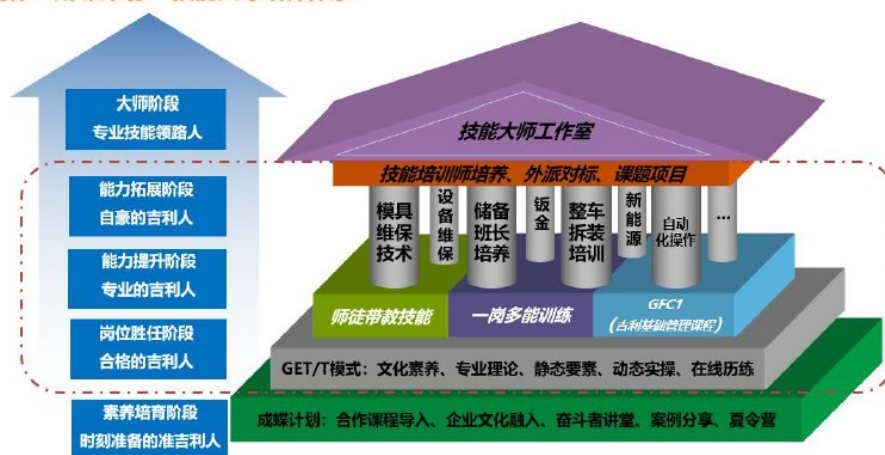 大师阶段
专业技能领路人
能力拓展阶段
自豪的吉利人
能力提升阶段
专业的吉利人
岗位胜任阶段
合格的吉利人
素养培育阶段
时刻准备的准吉利人
技能大师工作室
技能培训师培养、外派对标、课题项目
模具
维保
技术
设备维保
储备
班长
培养
钣金
整车
拆装
培训
新能源
自动
化操作
...
师徒带教技能
一岗多能训练
GFC1
(吉利基础管理课程)
GET/T模式：文化素养、专业理论、静态要素、动态实操、在线历练
成蝶计划：合作课程导入、企业文化融入、奋斗者讲堂、案例分享、夏令营